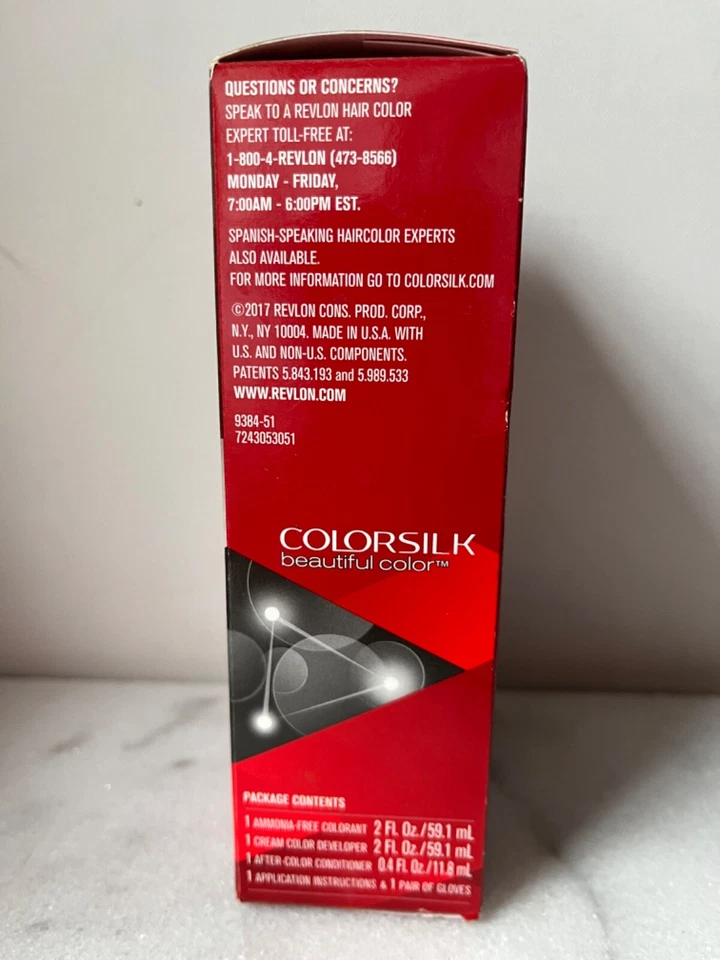 QUESTIONS OR CONCERNS?
SPEAK TO A REVLON HAIR COLOR
EXPERT TOLL-FREE AT:
1-800-4-REVLON (473-8566)
MONDAY - FRIDAY,
7:00AM - 6:00PM EST.
SPANISH-SPEAKING HAIRCOLOR EXPERTS
ALSO AVAILABLE.
FOR MORE INFORMATION GO TO COLORSILK.COM
©2017 REVLON CONS. PROD. CORP.,
N.Y., NY 10004. MADE IN U.S.A. WITH
U.S. AND NON-U.S. COMPONENTS.
PATENTS 5.843.193 and 5.989.533
WWW.REVLON.COM
9384-51
7243053051
COLORSILK
beautiful color™
PACKAGE CONTENTS
1 AMMONIA-FREE COLORANT 2 FL Oz./59.1 mL
1 CREAM COLOR DEVELOPER 2 FL Oz./59.1 mL
1 AFTER-COLOR CONDITIONER 0.4 FL Oz./11.8 mL
1 APPLICATION INSTRUCTIONS & 1 PAIR OF GLOVES